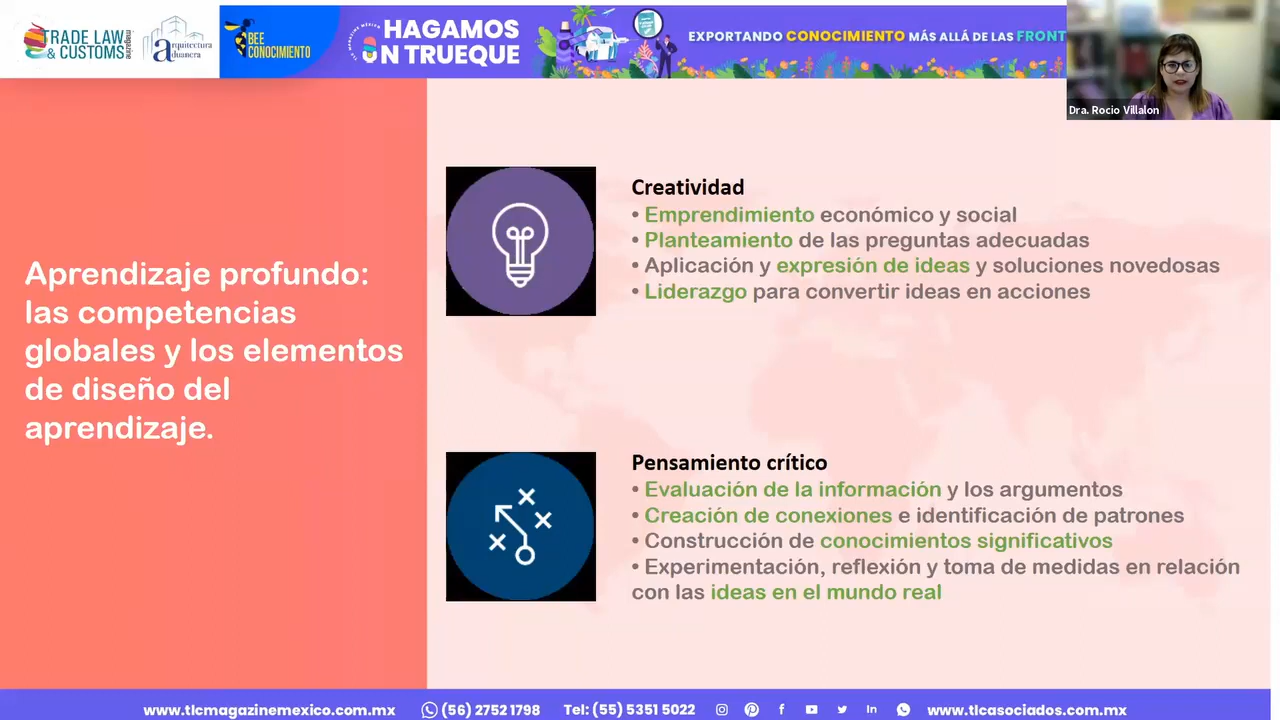 TRADE LAW
& CUSTOMS
magazine
arquitectura
aduanera
BEE
CONOCIMIENTO
TLC MAGAZINE MÉXICO
HAGAMOS
UN TRUEQUE
EXPORTANDO CONOCIMIENTO MÁS ALLÁ DE LAS FRONT
Dra. Rocio Villalon
Aprendizaje profundo:
las competencias
globales y los elementos
de diseño del
aprendizaje.
Creatividad
• Emprendimiento económico y social
• Planteamiento de las preguntas adecuadas
• Aplicación y expresión de ideas y soluciones novedosas
• Liderazgo para convertir ideas en acciones
Pensamiento crítico
• Evaluación de la información y los argumentos
• Creación de conexiones e identificación de patrones
• Construcción de conocimientos significativos
• Experimentación, reflexión y toma de medidas en relación
con las ideas en el mundo real
www.tlcmagazinemexico.com.mx (56) 2752 1798 Tel: (55) 5351 5022 www.tlcasociados.com.mx